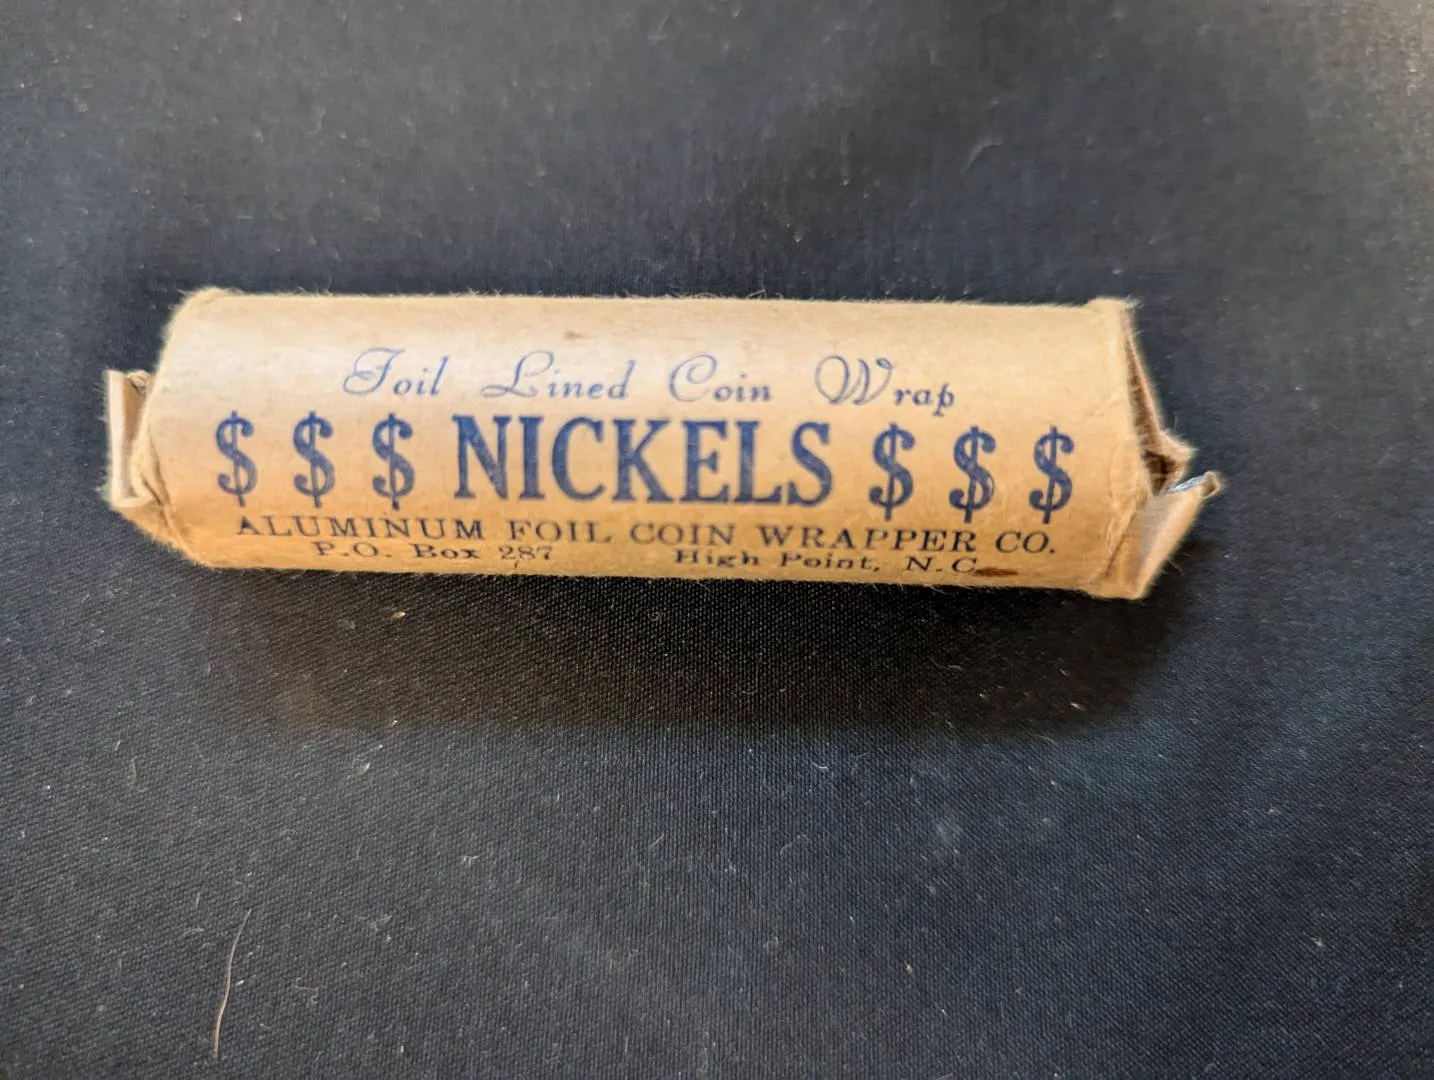 Foil Lined Coin Wrap
$ $ $ NICKELS $ $ $
ALUMINUM FOIL COIN WRAPPER CO.
P.O. Box 287 High Point, N.C.